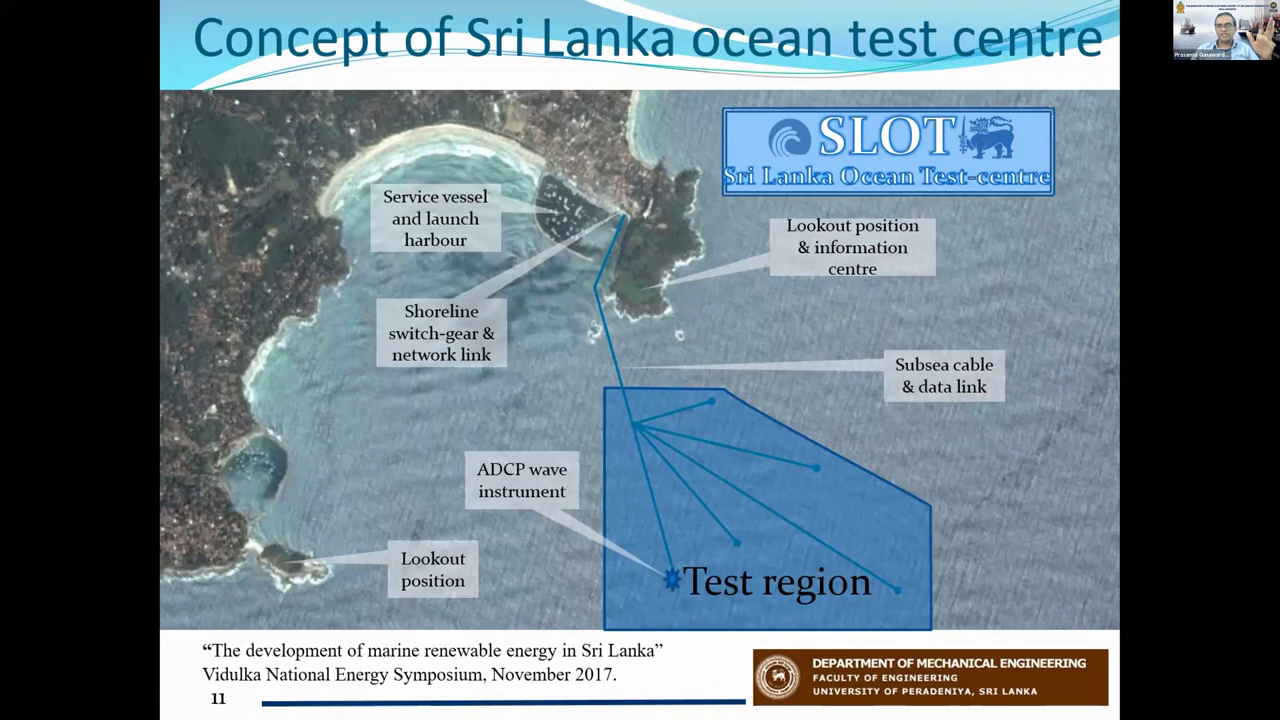 Concept of Sri Lanka ocean test centre
SLOT
Sri Lanka Ocean Test-centre
Service vessel
and launch
harbour
Lookout position
& information
centre
Shoreline
switch-gear &
network link
Subsea cable
& data link
ADCP wave
instrument
Lookout
position
Test region
“The development of marine renewable energy in Sri Lanka”
Vidulka National Energy Symposium, November 2017.
11
DEPARTMENT OF MECHANICAL ENGINEERING
FACULTY OF ENGINEERING
UNIVERSITY OF PERADENIYA, SRI LANKA